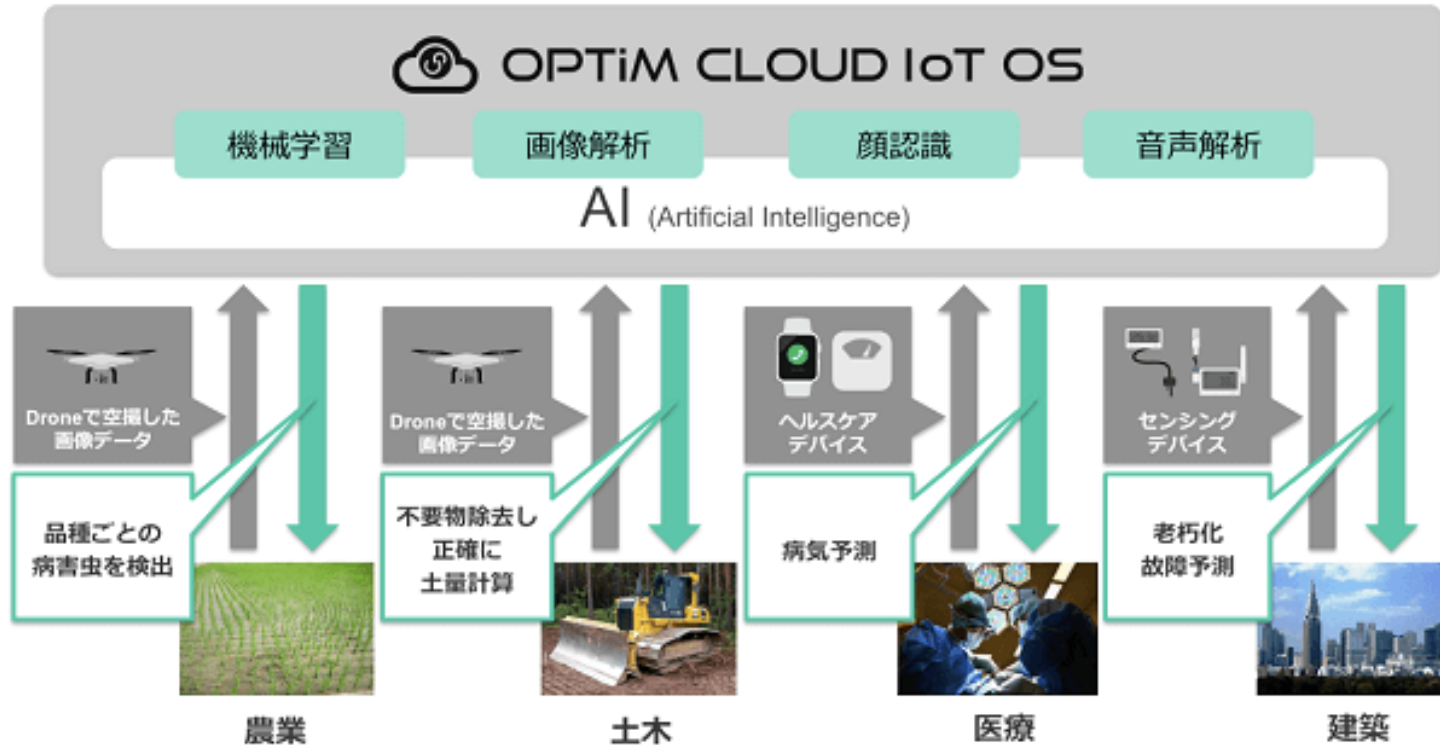 OPTiM CLOUD IoT OS
機械学習
画像解析
顔認識
音声解析
AI (Artificial Intelligence)
Droneで空撮した
画像データ
Droneで空撮した
画像データ
ヘルスケア
デバイス
センシング
デバイス
品種ごとの
病害虫を検出
不要物除去し
正確に
土量計算
病気予測
老朽化
故障予測
農業
土木
医療
建築